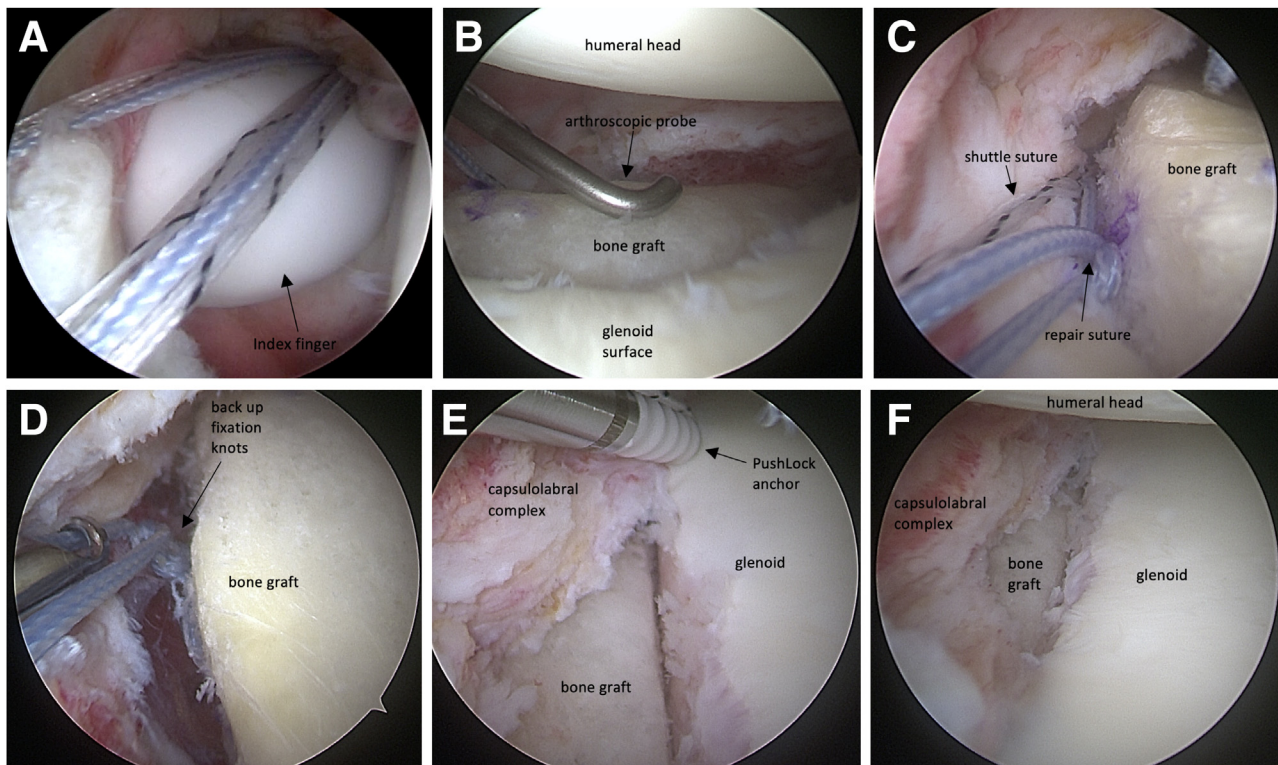 A
Index finger
B
humeral head
arthroscopic probe
bone graft
glenoid
surface
C
shuttle suture
bone graft
repair suture
D
back up
fixation
knots
bone graft
E
PushLock
anchor
capsulolabral
complex
glenoid
bone graft
F
humeral head
capsulolabral
complex
bone
graft
glenoid